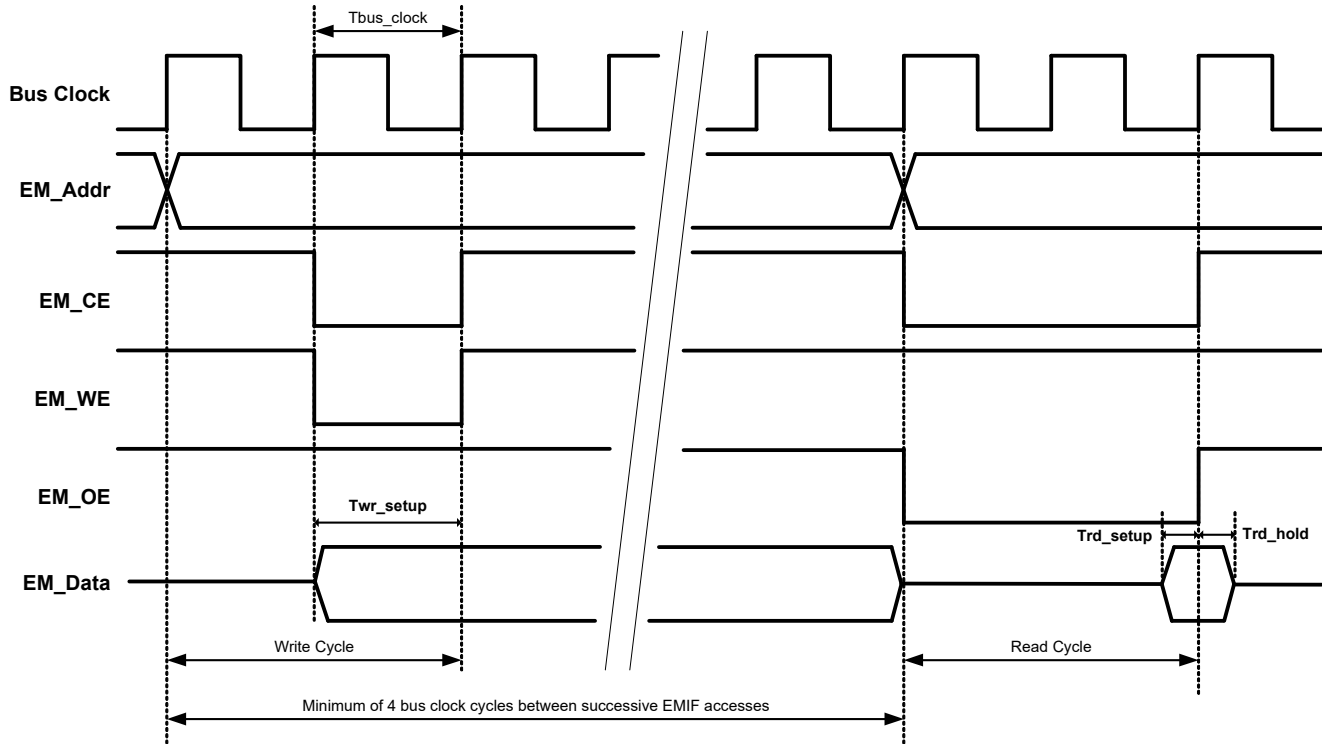 Tbus_clock
Bus Clock
EM_Addr
EM_CE
EM_WE
EM_OE
Twr_setup
Trd_setup
Trd_hold
EM_Data
Write Cycle
Read Cycle
Minimum of 4 bus clock cycles between successive EMIF accesses